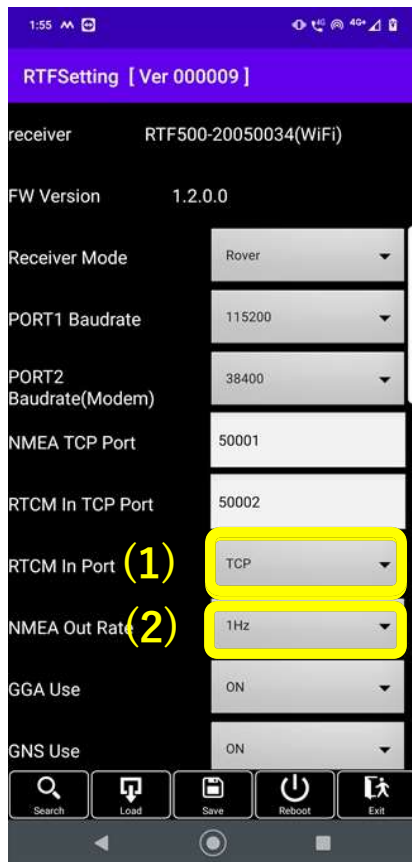 1:55 4G+
RTFSetting [ Ver 000009 ]
receiver RTF500-20050034(WiFi)
FW Version 1.2.0.0
Receiver Mode Rover
PORT1 Baudrate 115200
PORT2
Baudrate(Modem) 38400
NMEA TCP Port 50001
RTCM In TCP Port 50002
RTCM In Port (1) TCP
NMEA Out Rate (2) 1Hz
GGA Use ON
GNS Use ON
Search Load Save Reboot Exit